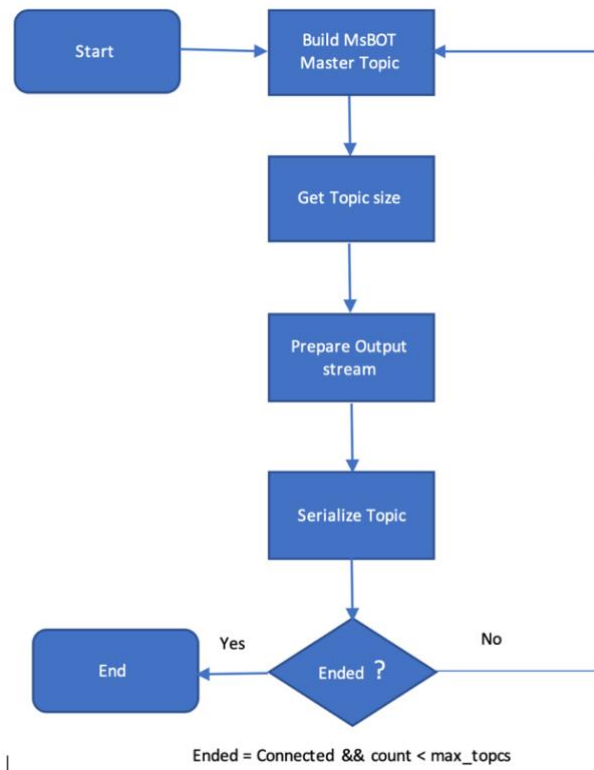 Start
Build MsBOT
Master Topic
Get Topic size
Prepare Output
stream
Serialize Topic
Yes
No
End
Ended ?
Ended = Connected && count < max_topcs